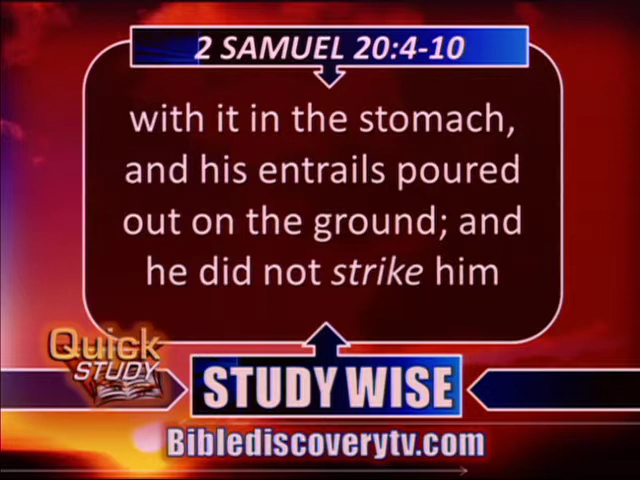 2 SAMUEL 20:4-10
with it in the stomach,
and his entrails poured
out on the ground; and
he did not strike him
Quick
STUDY
STUDY WISE
Biblediscoverytv.com